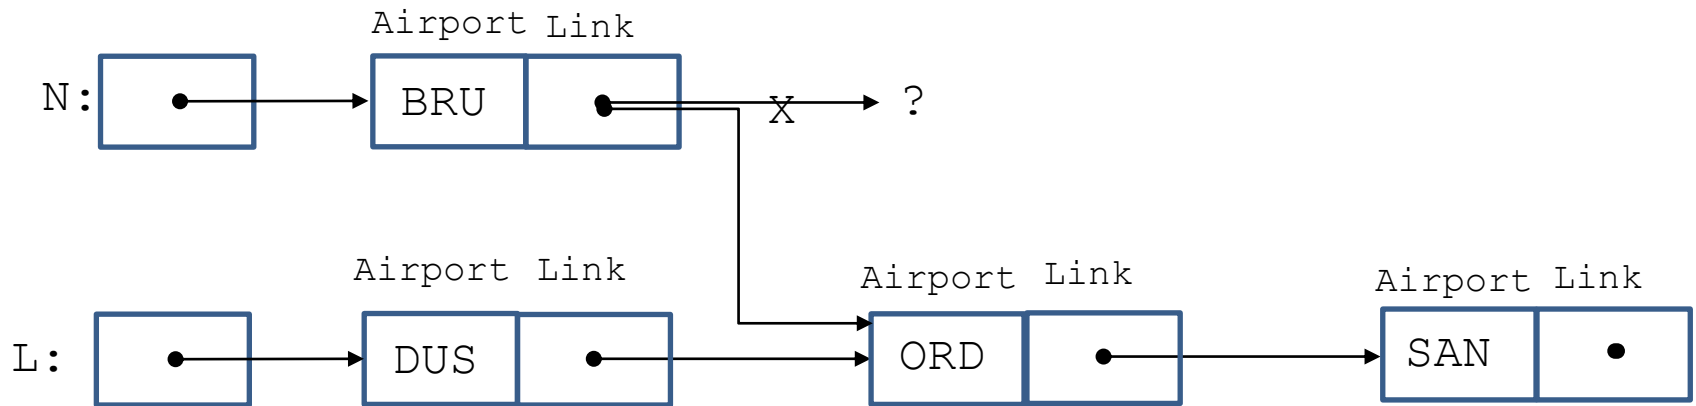 Airport Link
N: BRU X ?
Airport Link Airport Link Airport Link
L: DUS ORD SAN